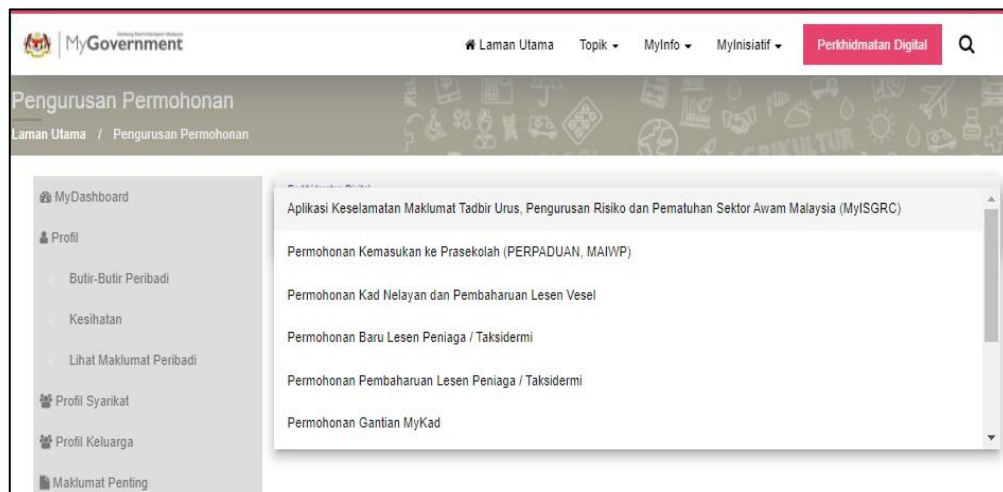 MyGovernment
Laman Utama Topik MyInfo MyInisiatif Perkhidmatan Digital
Pengurusan Permohonan
Laman Utama / Pengurusan Permohonan
AGRIKULTUR
MyDashboard
Profil
Butir-Butir Peribadi
Kesihatan
Lihat Maklumat Peribadi
Profil Syarikat
Profil Keluarga
Maklumat Penting
Perkhidmatan Digital
Aplikasi Keselamatan Maklumat Tadbir Urus, Pengurusan Risiko dan Pematuhan Sektor Awam Malaysia (MyISGRC)
Permohonan Kemasukan ke Prasekolah (PERPADUAN, MAIWP)
Permohonan Kad Nelayan dan Pembaharuan Lesen Vesel
Permohonan Baru Lesen Peniaga / Taksidermi
Permohonan Pembaharuan Lesen Peniaga / Taksidermi
Permohonan Gantian MyKad